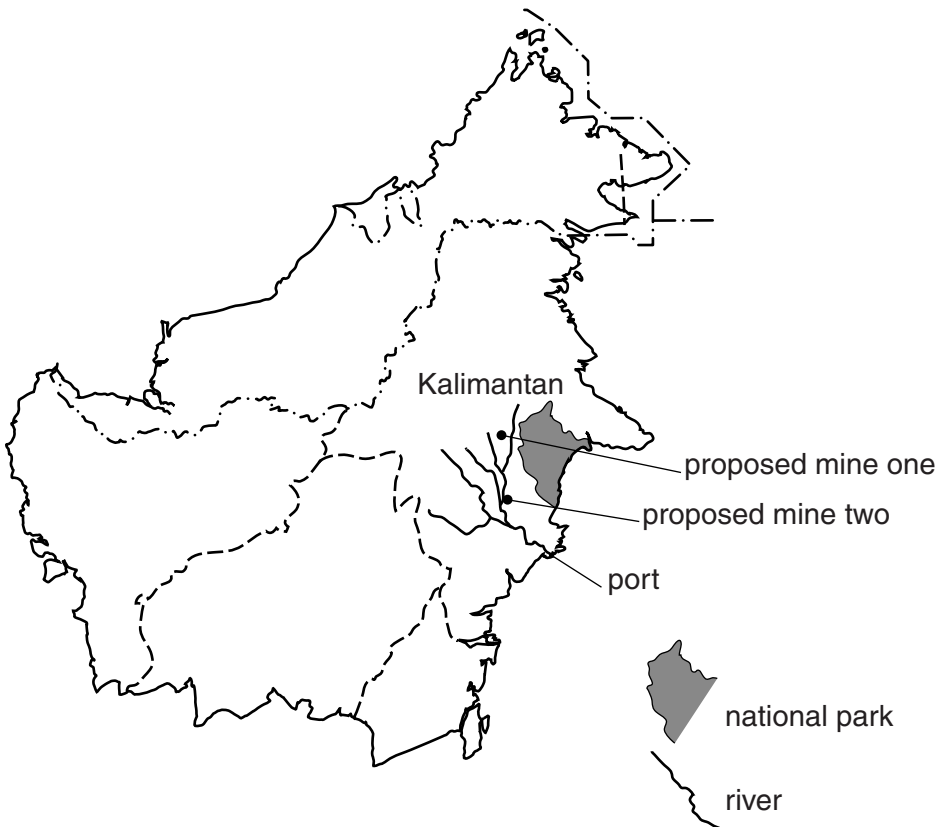 Kalimantan
proposed mine one
proposed mine two
port
national park
river